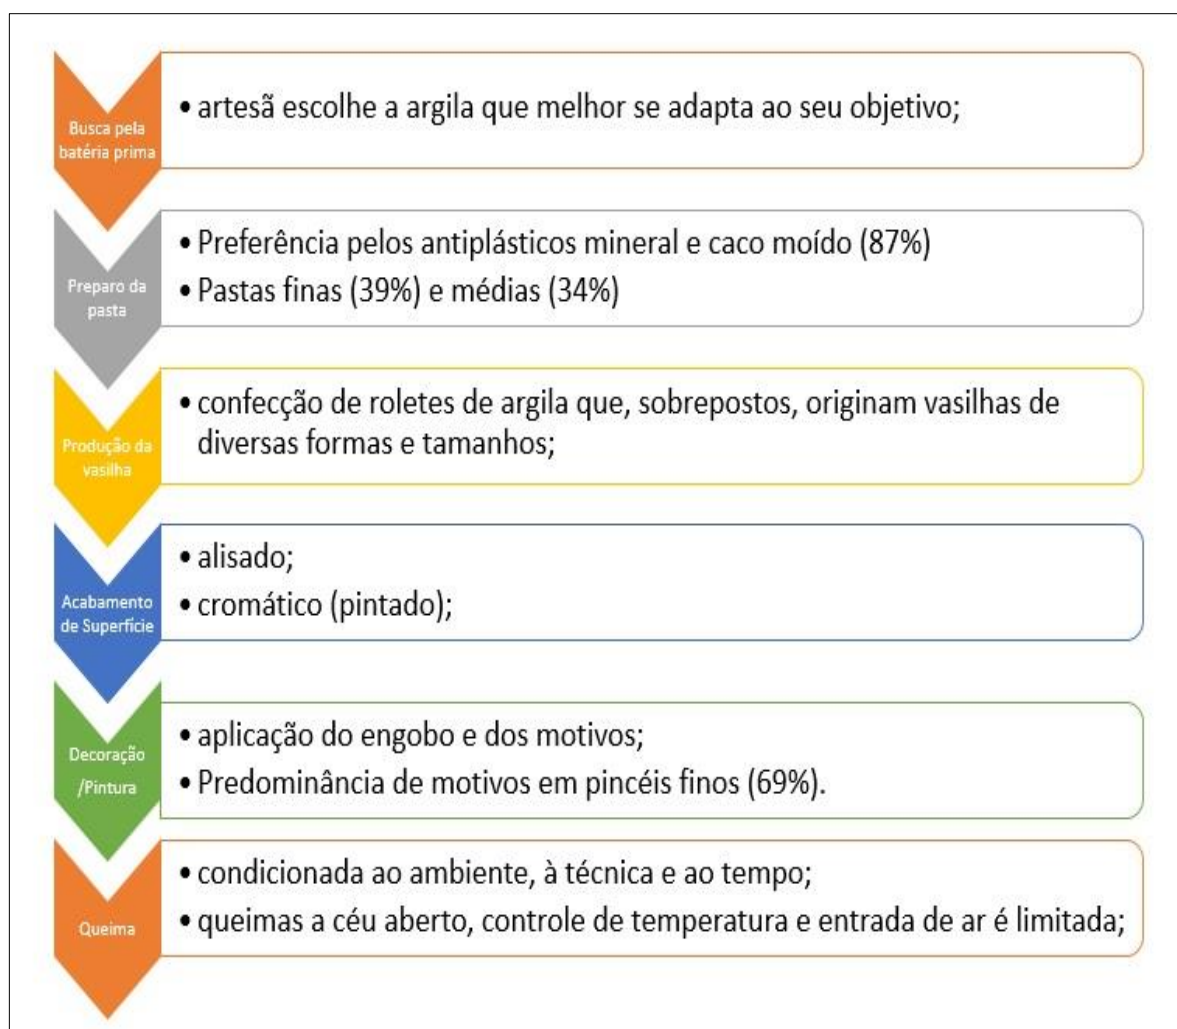 Busca pela
batéria prima
• artesã escolhe a argila que melhor se adapta ao seu objetivo;
Preparo da
pasta
• Preferência pelos antiplásticos mineral e caco moído (87%)
• Pastas finas (39%) e médias (34%)
Produção da
vasilha
• confecção de roletes de argila que, sobrepostos, originam vasilhas de
diversas formas e tamanhos;
Acabamento
de Superfície
• alisado;
• cromático (pintado);
Decoração
/Pintura
• aplicação do engobo e dos motivos;
• Predominância de motivos em pincéis finos (69%).
Queima
• condicionada ao ambiente, à técnica e ao tempo;
• queimas a céu aberto, controle de temperatura e entrada de ar é limitada;